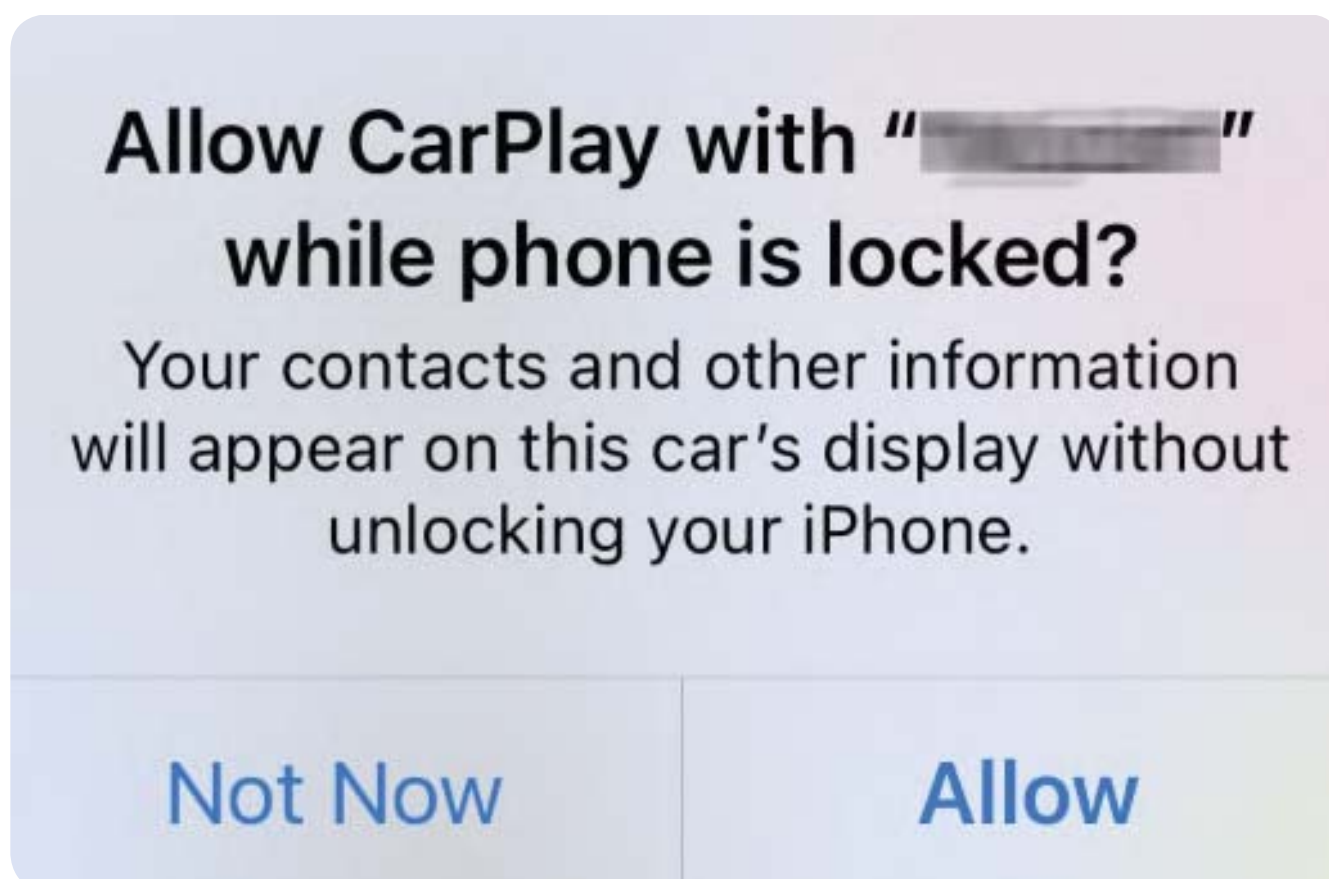 Allow CarPlay with “ ”
while phone is locked?
Your contacts and other information
will appear on this car’s display without
unlocking your iPhone.
Not Now
Allow